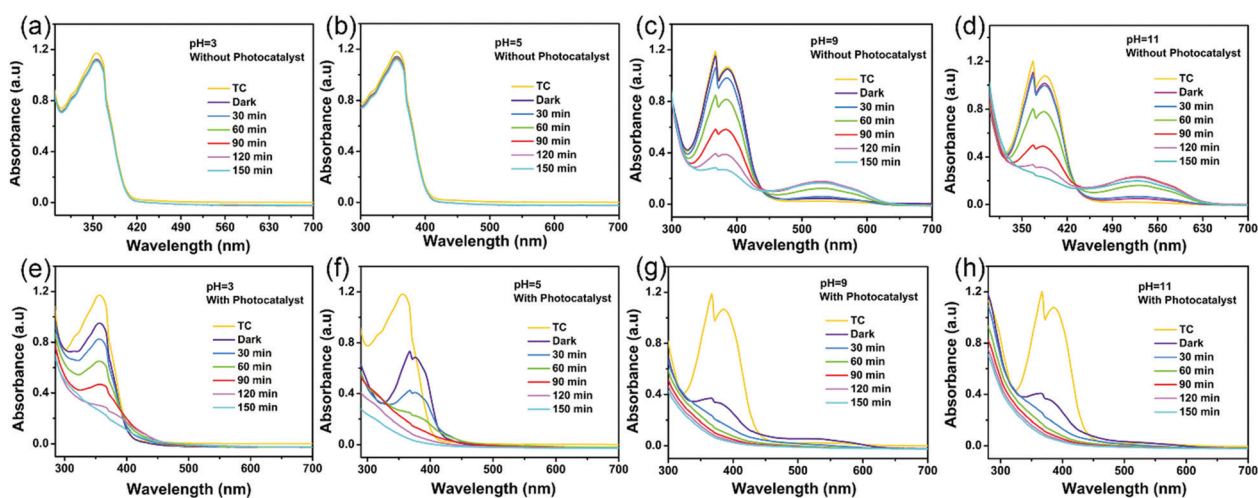 (a)
pH=3
Without Photocatalyst
TC
Dark
30 min
60 min
90 min
120 min
150 min
1.2
0.8
0.4
0.0
Absorbance (a.u)
350 420 490 560 630 700
Wavelength (nm)
(b)
pH=5
Without Photocatalyst
TC
Dark
30 min
60 min
90 min
120 min
150 min
1.2
0.8
0.4
0.0
Absorbance (a.u)
300 400 500 600 700
Wavelength (nm)
(c)
pH=9
Without Photocatalyst
TC
Dark
30 min
60 min
90 min
120 min
150 min
1.2
0.8
0.4
0.0
Absorbance (a.u)
300 400 500 600 700
Wavelength (nm)
(d)
pH=11
Without Photocatalyst
TC
Dark
30 min
60 min
90 min
120 min
150 min
1.2
0.8
0.4
0.0
Absorbance (a.u)
350 420 490 560 630 700
Wavelength (nm)
(e)
pH=3
With Photocatalyst
TC
Dark
30 min
60 min
90 min
120 min
150 min
1.2
0.8
0.4
0.0
Absorbance (a.u)
300 400 500 600 700
Wavelength (nm)
(f)
pH=5
With Photocatalyst
TC
Dark
30 min
60 min
90 min
120 min
150 min
1.2
0.8
0.4
0.0
Absorbance (a.u)
300 400 500 600 700
Wavelength (nm)
(g)
pH=9
With Photocatalyst
TC
Dark
30 min
60 min
90 min
120 min
150 min
1.2
0.8
0.4
0.0
Absorbance (a.u)
300 400 500 600 700
Wavelength (nm)
(h)
pH=11
With Photocatalyst
TC
Dark
30 min
60 min
90 min
120 min
150 min
1.2
0.8
0.4
0.0
Absorbance (a.u)
300 400 500 600 700
Wavelength (nm)